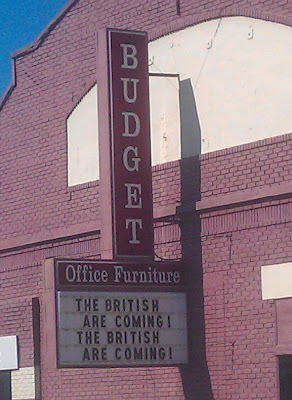 BUDGET
Office Furniture
THE BRITISH
ARE COMING!
THE BRITISH
ARE COMING!